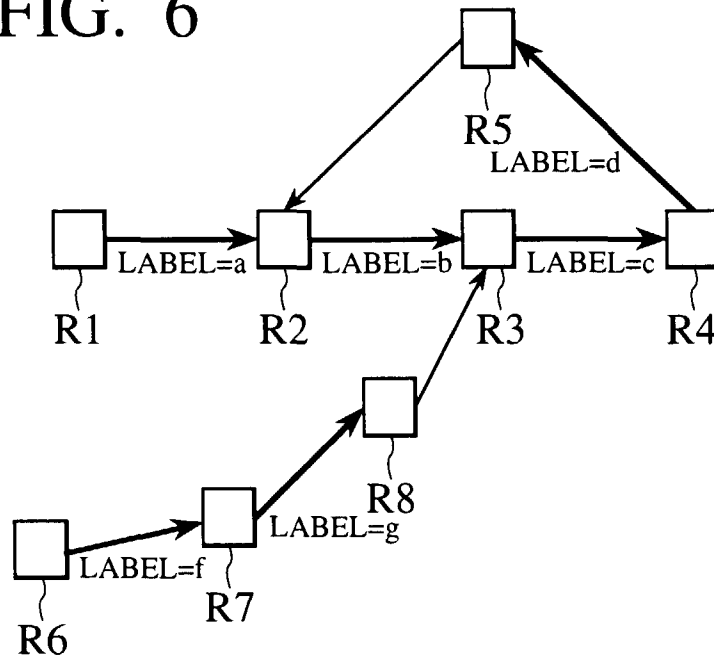 FIG. 6
R5
LABEL=d
LABEL=a
LABEL=b
LABEL=c
R1
R2
R3
R4
R8
LABEL=g
LABEL=f
R7
R6